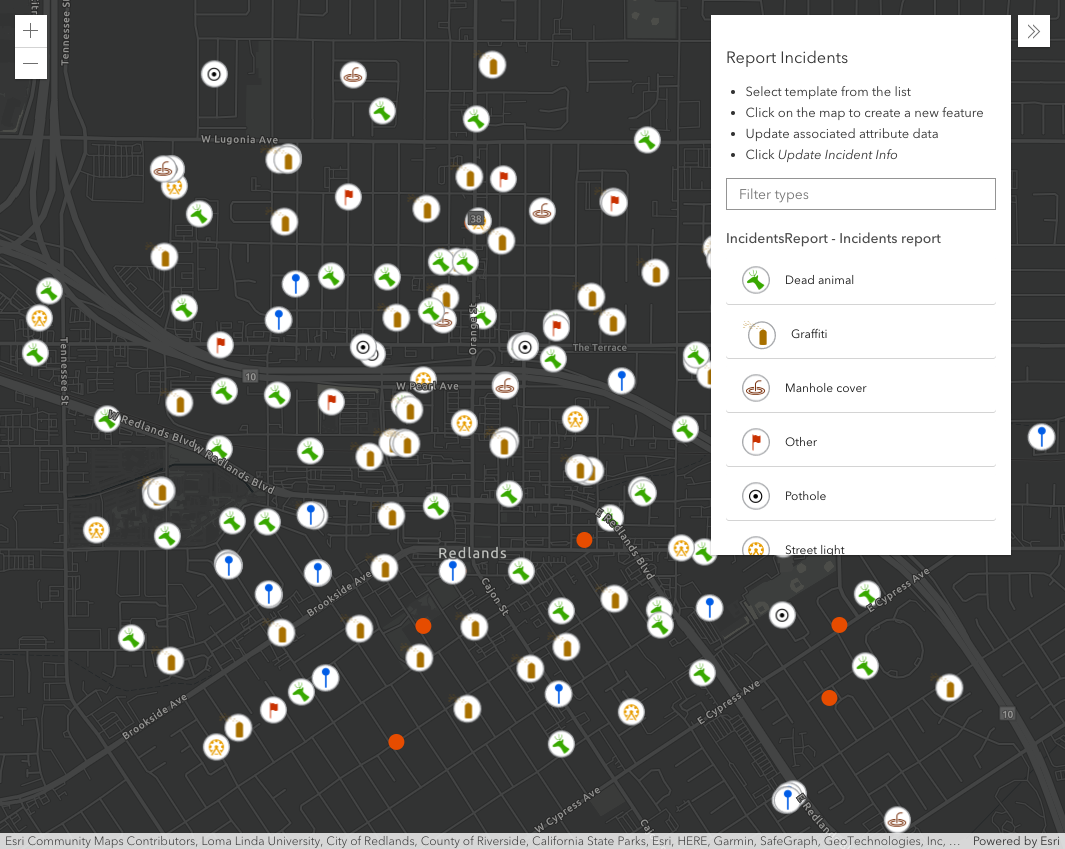 Tennessee St
W Lugonia Ave
38
Orange St
The Terrace
10
W Pearl Ave
Tennessee St
W Redlands Blvd
W Redlands Blvd
E Redlands Blvd
Redlands
Brookside Ave
Cajon St
E Cypress Ave
Brookside Ave
E Cypress Ave
10
W Cypress Ave
Report Incidents
Select template from the list
Click on the map to create a new feature
Update associated attribute data
Click Update Incident Info
Filter types
IncidentsReport - Incidents report
Dead animal
Graffiti
Manhole cover
Other
Pothole
Street light
Esri Community Maps Contributors, Loma Linda University, City of Redlands, County of Riverside, California State Parks, Esri, HERE, Garmin, SafeGraph, GeoTechnologies, Inc, …
Powered by Esri